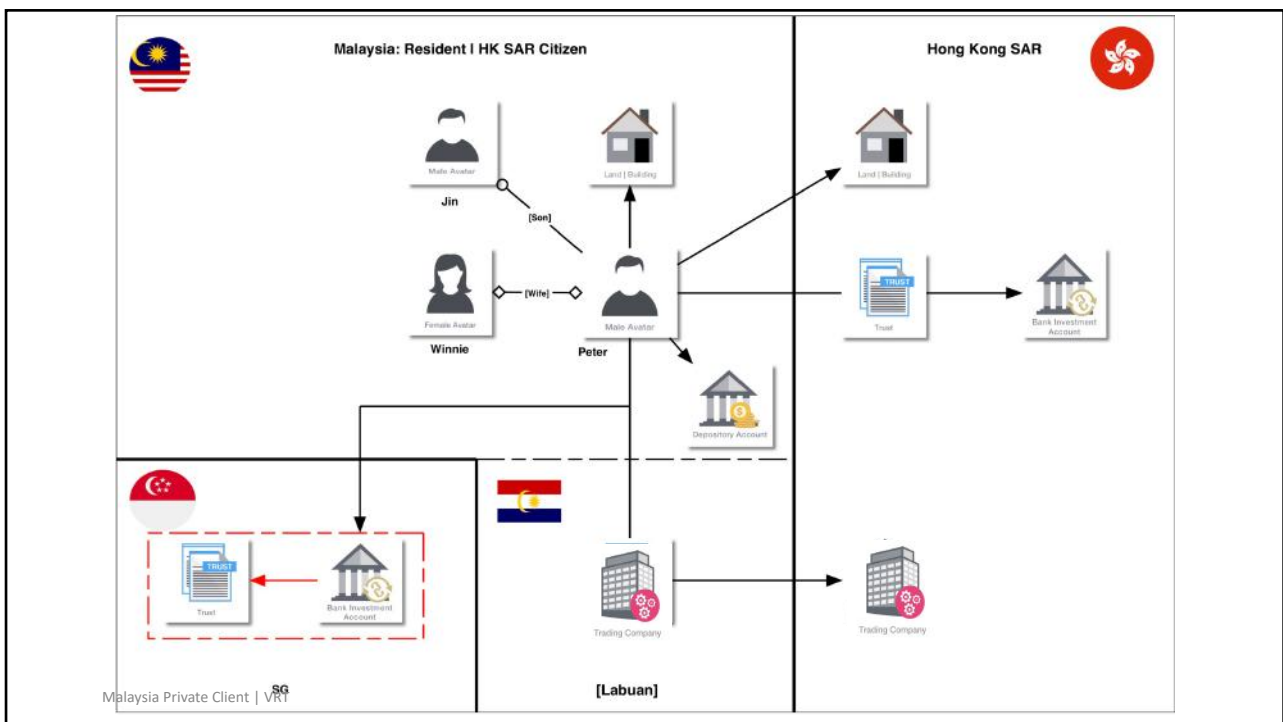 Malaysia: Resident | HK SAR Citizen
Hong Kong SAR
Male Avatar
Jin
Land | Building
Land | Building
[Son]
Female Avatar
Winnie
[Wife]
Male Avatar
Peter
TRUST
Trust
Bank Investment
Account
Depository Account
TRUST
Trust
Bank Investment
Account
Trading Company
Trading Company
SG
[Labuan]
Malaysia Private Client | VRT